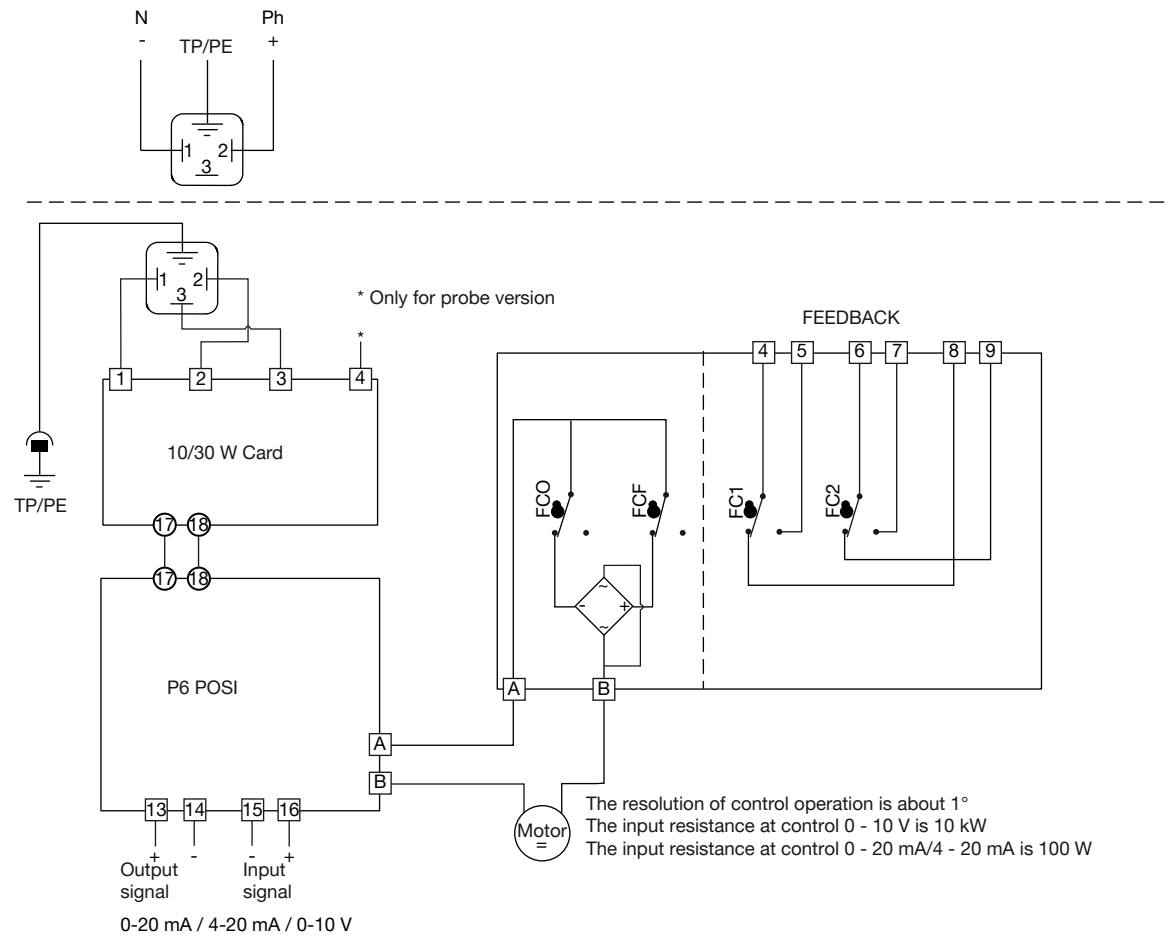 N
Ph
-
TP/PE
+
1
2
3
1
2
3
* Only for probe version
*
FEEDBACK
1
2
3
4
4
5
6
7
8
9
10/30 W Card
TP/PE
FCO
FCF
FC1
FC2
17
18
17
18
~
-
+
~
P6 POSI
A
B
A
B
13
14
15
16
+
-
-
+
Output
signal
Input
signal
0-20 mA / 4-20 mA / 0-10 V
Motor
=
The resolution of control operation is about 1°
The input resistance at control 0 - 10 V is 10 kW
The input resistance at control 0 - 20 mA/4 - 20 mA is 100 W